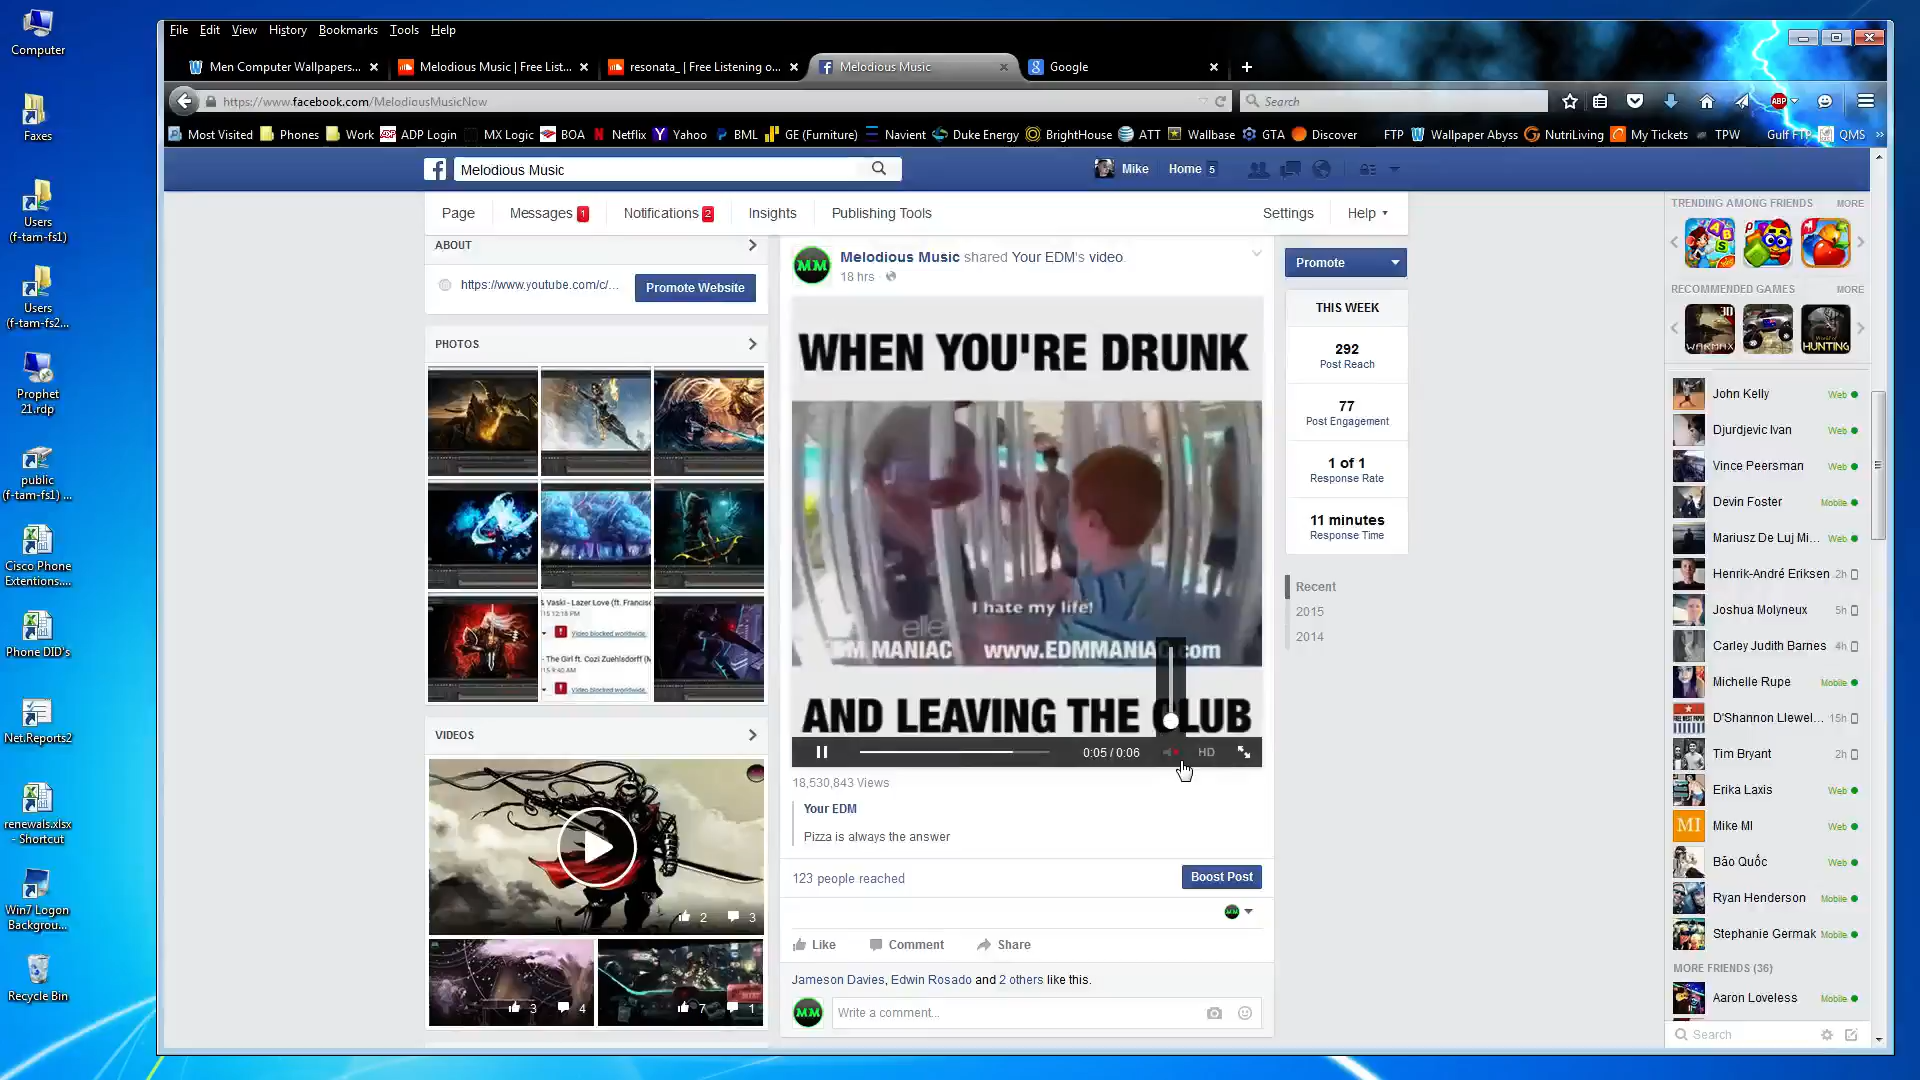 Computer
Faxes
Users
(f-tam-fs1)
Users
(f-tam-fs2...
Prophet
21.rdp
public
(f-tam-fs1) ...
Cisco Phone
Extentions....
Phone DID's
Net.Reports2
renewals.xlsx
- Shortcut
Win7 Logon
Backgrou...
Recycle Bin
File Edit View History Bookmarks Tools Help
Men Computer Wallpapers...
Melodious Music | Free List...
resonata_ | Free Listening o...
Melodious Music
Google
https://www.facebook.com/MelodiousMusicNow
Search
Most Visited Phones Work ADP Login MX Logic BOA Netflix Yahoo BML GE (Furniture) Navient Duke Energy BrightHouse ATT Wallbase GTA Discover FTP Wallpaper Abyss NutriLiving My Tickets TPW Gulf FTP QMS »
Melodious Music
Mike Home 5
Page Messages 1 Notifications 2 Insights Publishing Tools Settings Help
ABOUT
https://www.youtube.com/c/...
Promote Website
PHOTOS
& Vaski - Lazer Love (ft. Francis
Video blocked worldwide.
- The Girl ft. Cozi Zuehlsdorff (M
Video blocked worldwide.
VIDEOS
2 3
3 4
7 1
MM
Melodious Music shared Your EDM's video.
18 hrs
WHEN YOU'RE DRUNK
I hate my life!
elle
EDM MANIAC www.EDMMANIAC.com
AND LEAVING THE CLUB
0:05 / 0:06 HD
18,530,843 Views
Your EDM
Pizza is always the answer
123 people reached
Boost Post
Like Comment Share
Jameson Davies, Edwin Rosado and 2 others like this.
MM
Write a comment...
Promote
THIS WEEK
292
Post Reach
77
Post Engagement
1 of 1
Response Rate
11 minutes
Response Time
Recent
2015
2014
TRENDING AMONG FRIENDS MORE
RECOMMENDED GAMES MORE
WARMAX
HUNTING
John Kelly Web
Djurdjevic Ivan Web
Vince Peersman Web
Devin Foster Mobile
Mariusz De Luj Mi... Web
Henrik-André Eriksen 2h
Joshua Molyneux 5h
Carley Judith Barnes 4h
Michelle Rupe Mobile
D'Shannon Llewel... 15h
Tim Bryant 2h
Erika Laxis Web
MI Mike MI Web
Bảo Quốc Web
Ryan Henderson Mobile
Stephanie Germak Mobile
MORE FRIENDS (36)
Aaron Loveless Mobile
Search